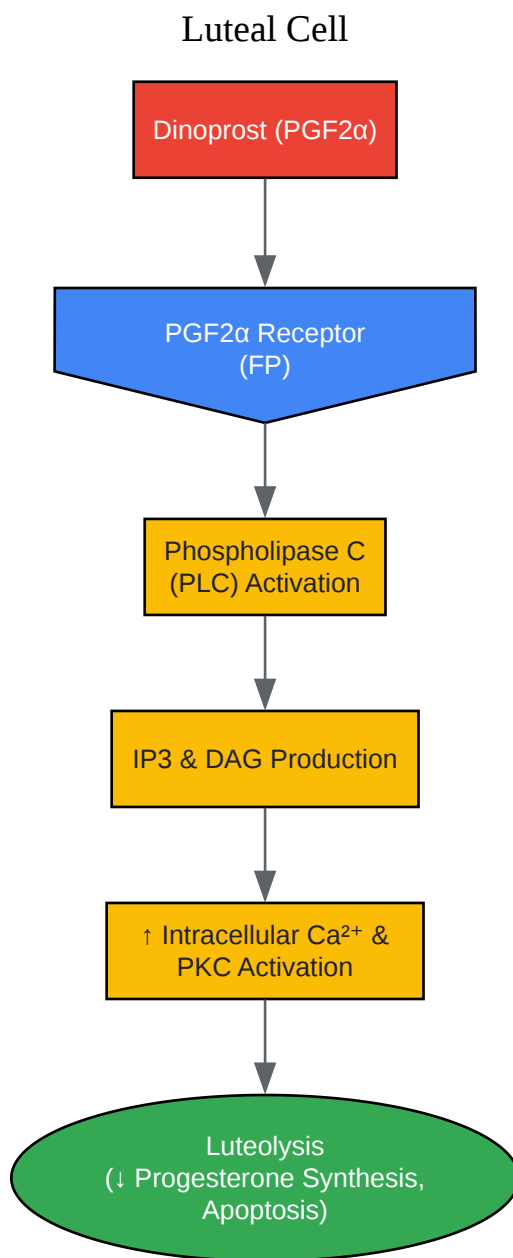 Luteal Cell
Dinoprost (PGF2α)
PGF2α Receptor
(FP)
Phospholipase C
(PLC) Activation
IP3 & DAG Production
↑ Intracellular Ca²⁺ &
PKC Activation
Luteolysis
(↓ Progesterone Synthesis,
Apoptosis)